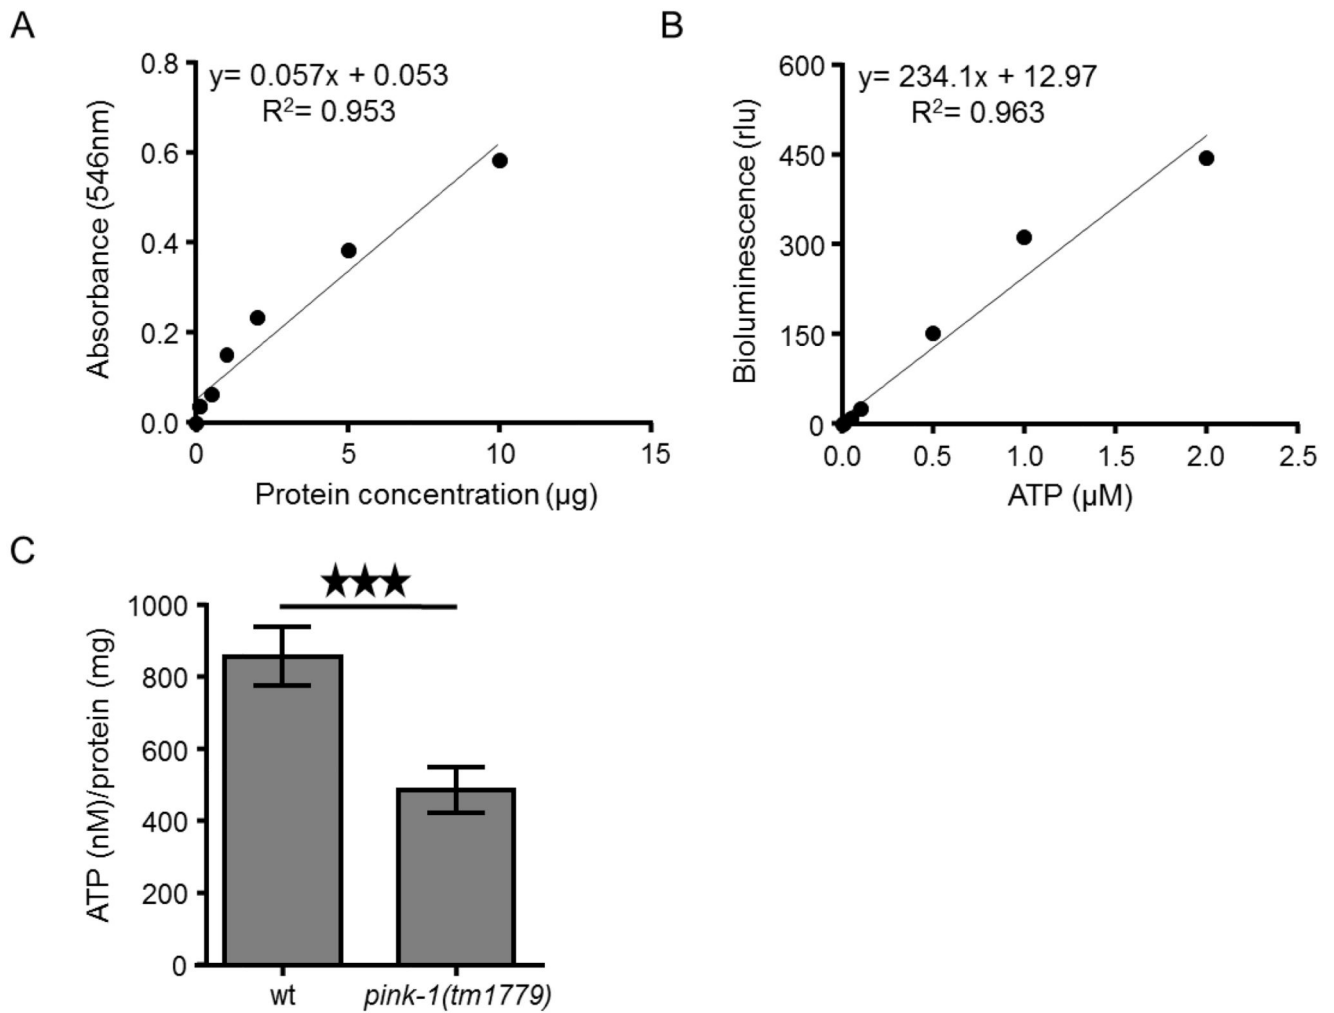 A
y= 0.057x + 0.053
R²= 0.953
Absorbance (546nm)
0.8
0.6
0.4
0.2
0.0
0 5 10 15
Protein concentration (µg)
B
y= 234.1x + 12.97
R²= 0.963
Bioluminescence (rlu)
600
450
300
150
0
0.0 0.5 1.0 1.5 2.0 2.5
ATP (µM)
C
★★★
ATP (nM)/protein (mg)
1000
800
600
400
200
0
wt pink-1(tm1779)